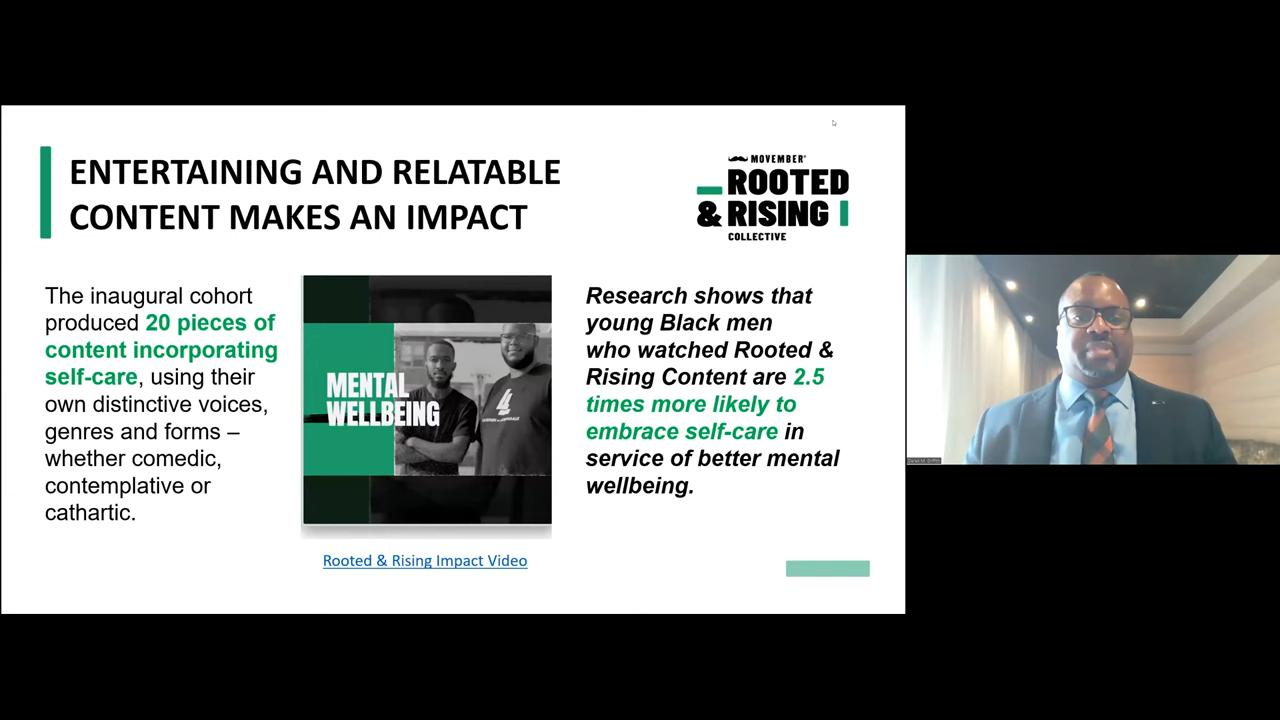 ENTERTAINING AND RELATABLE
CONTENT MAKES AN IMPACT
MOVEMBER®
ROOTED
& RISING
COLLECTIVE
The inaugural cohort
produced 20 pieces of
content incorporating
self-care, using their
own distinctive voices,
genres and forms –
whether comedic,
contemplative or
cathartic.
MENTAL
WELLBEING
Rooted & Rising Impact Video
Research shows that
young Black men
who watched Rooted &
Rising Content are 2.5
times more likely to
embrace self-care in
service of better mental
wellbeing.